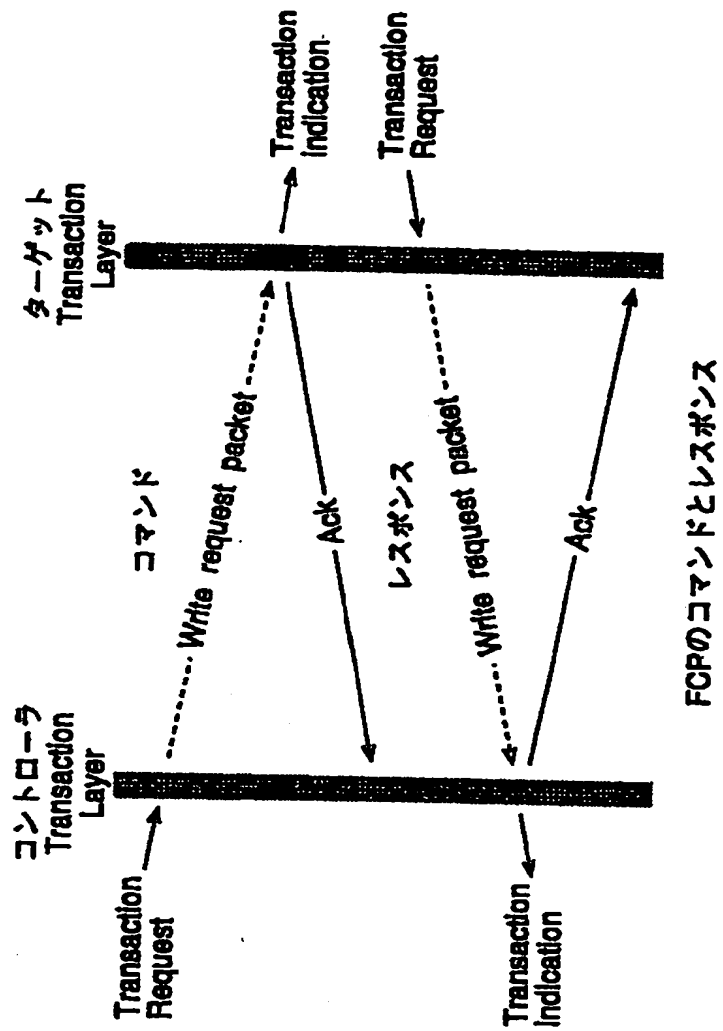 コントローラ
Transaction
Layer
ターゲット
Transaction
Layer
Transaction
Request
コマンド
Write request packet
Transaction
Indication
Ack
Transaction
Request
レスポンス
Write request packet
Transaction
Indication
Ack
FCPのコマンドとレスポンス